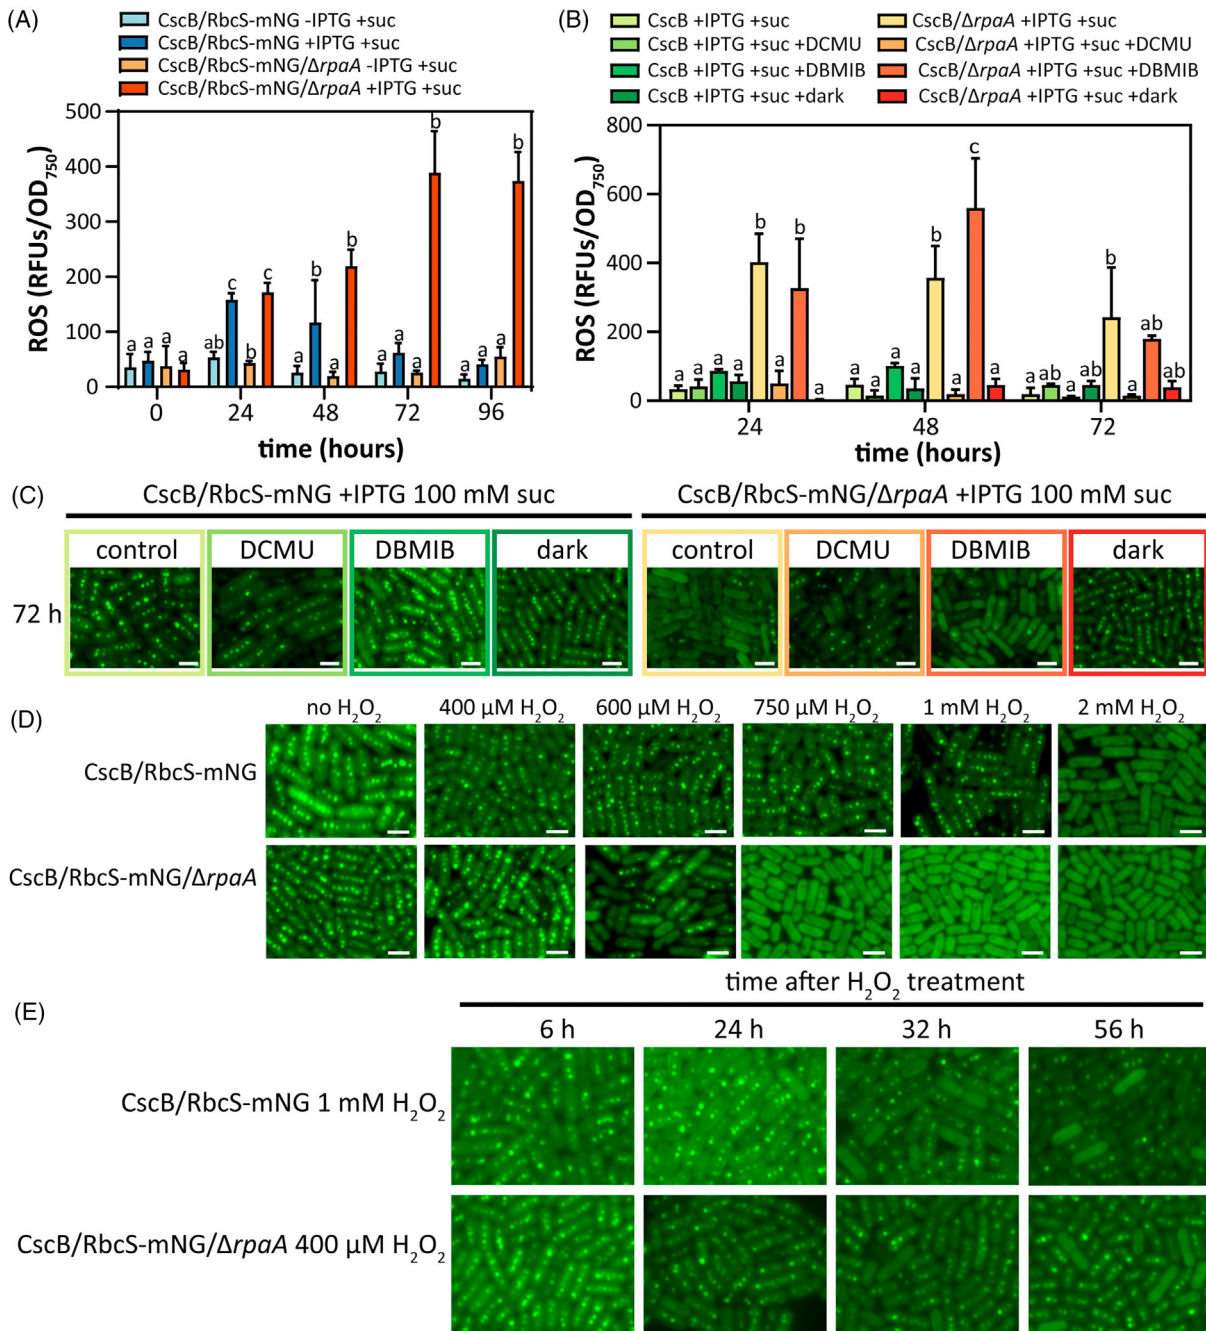 (A)
CscB/RbcS-mNG -IPTG +suc
CscB/RbcS-mNG +IPTG +suc
CscB/RbcS-mNG/ΔrpaA -IPTG +suc
CscB/RbcS-mNG/ΔrpaA +IPTG +suc
ROS (RFUs/OD₇₅₀)
500
400
300
200
100
0
a a a a
ab c b c
a b a b
a a a b
a a a b
0 24 48 72 96
time (hours)
(B)
CscB +IPTG +suc
CscB +IPTG +suc +DCMU
CscB +IPTG +suc +DBMIB
CscB +IPTG +suc +dark
CscB/ΔrpaA +IPTG +suc
CscB/ΔrpaA +IPTG +suc +DCMU
CscB/ΔrpaA +IPTG +suc +DBMIB
CscB/ΔrpaA +IPTG +suc +dark
ROS (RFUs/OD₇₅₀)
800
600
400
200
0
a a a a b a b a
a a a a b a c a
a ab a ab b a ab ab
24 48 72
time (hours)
(C)
CscB/RbcS-mNG +IPTG 100 mM suc
CscB/RbcS-mNG/ΔrpaA +IPTG 100 mM suc
control DCMU DBMIB dark control DCMU DBMIB dark
72 h
(D)
no H₂O₂ 400 µM H₂O₂ 600 µM H₂O₂ 750 µM H₂O₂ 1 mM H₂O₂ 2 mM H₂O₂
CscB/RbcS-mNG
CscB/RbcS-mNG/ΔrpaA
(E)
time after H₂O₂ treatment
6 h 24 h 32 h 56 h
CscB/RbcS-mNG 1 mM H₂O₂
CscB/RbcS-mNG/ΔrpaA 400 µM H₂O₂